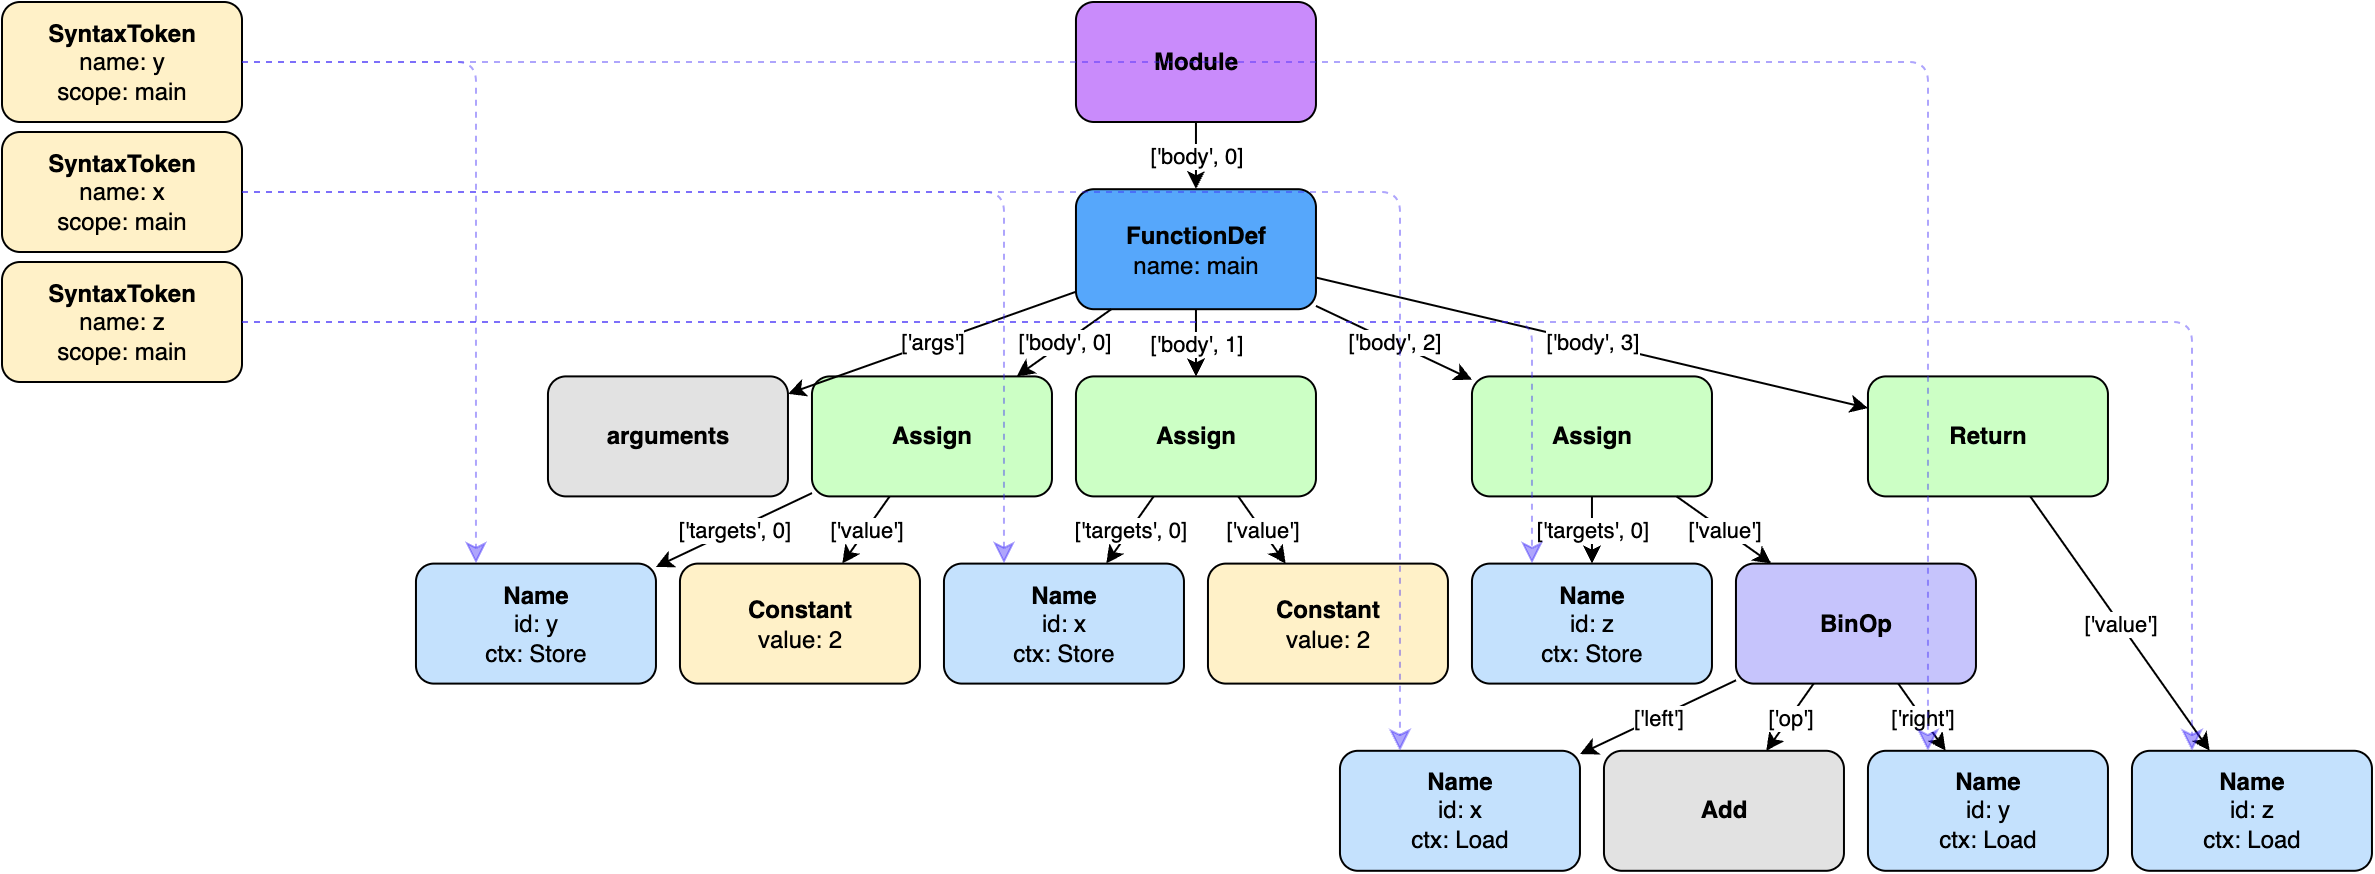 SyntaxToken
name: y
scope: main
Module
SyntaxToken
name: x
scope: main
['body', 0]
FunctionDef
name: main
SyntaxToken
name: z
scope: main
['args']
['body', 0]
['body', 1]
['body', 2]
['body', 3]
arguments
Assign
Assign
Assign
Return
['targets', 0]
['value']
['targets', 0]
['value']
['targets', 0]
['value']
Name
id: y
ctx: Store
Constant
value: 2
Name
id: x
ctx: Store
Constant
value: 2
Name
id: z
ctx: Store
BinOp
['value']
['left']
['op']
['right']
Name
id: x
ctx: Load
Add
Name
id: y
ctx: Load
Name
id: z
ctx: Load